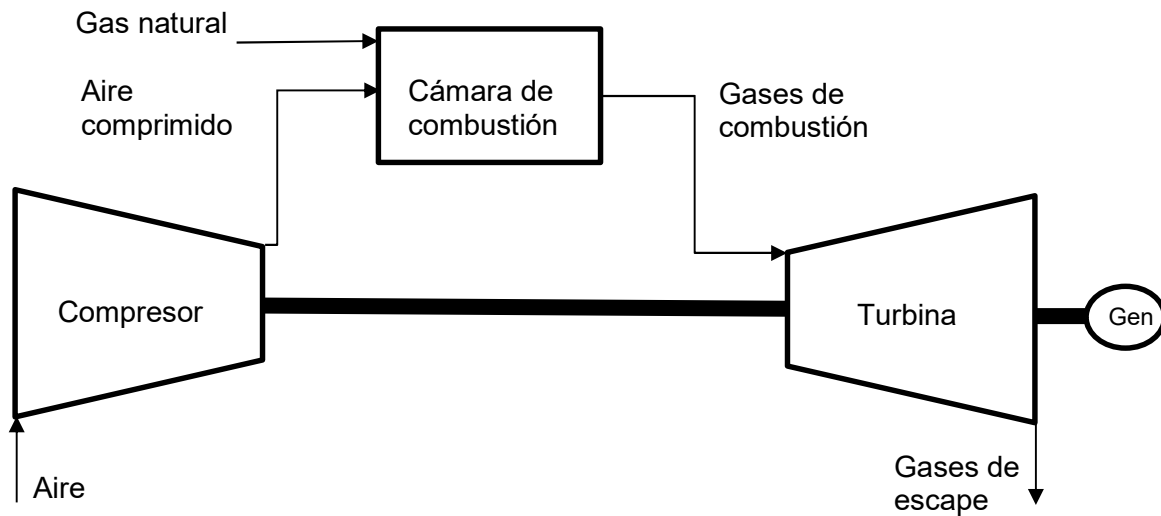 Gas natural
Aire
comprimido
Cámara de
combustión
Gases de
combustión
Compresor
Turbina
Gen
Aire
Gases de
escape